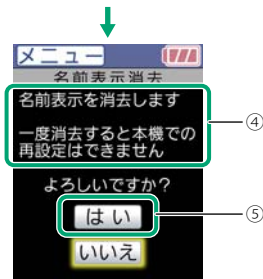 メニュー
名前表示消去
名前表示を消去します
一度消去すると本機での
再設定はできません
④
よろしいですか?
はい
⑤
いいえ